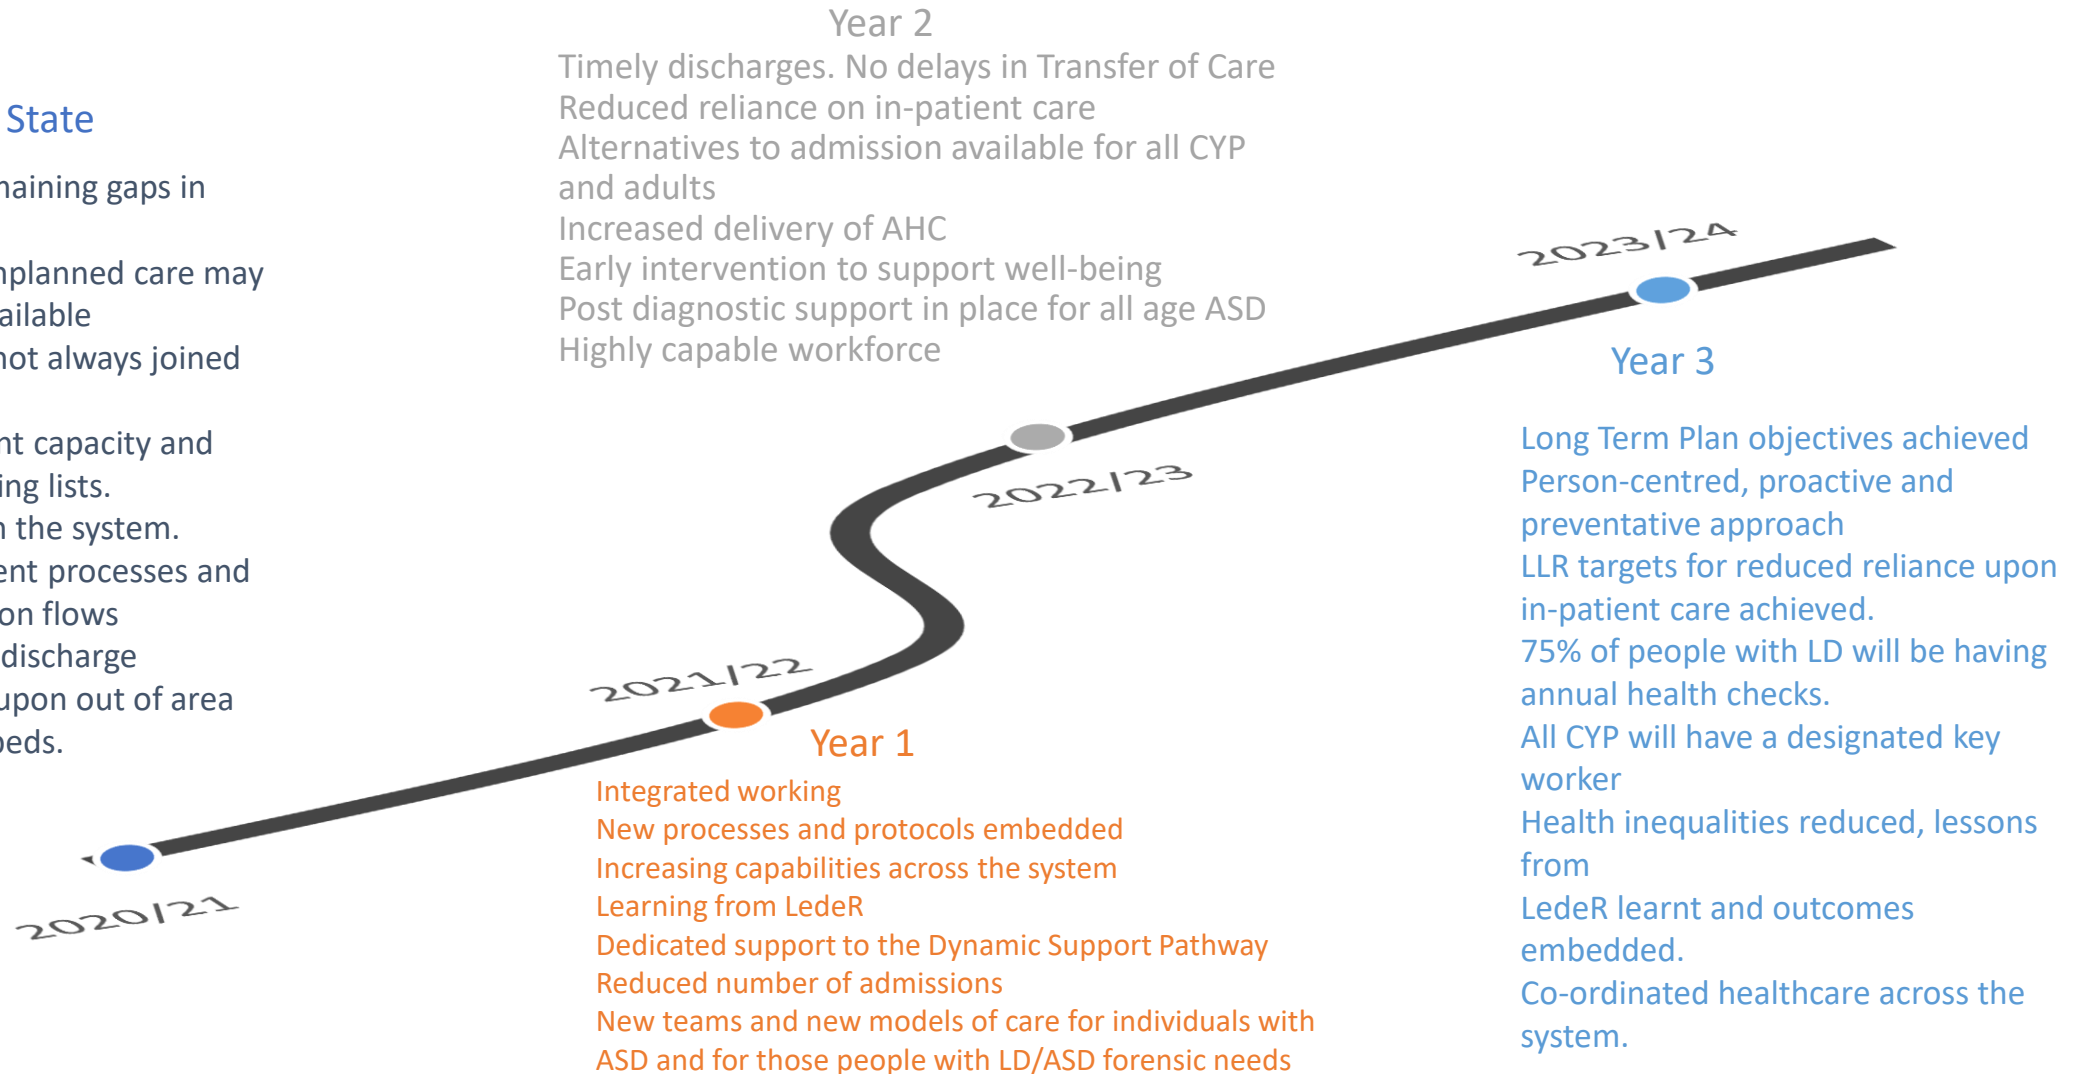 State
gaps in
care may
not always joined
capacity and
lists.
the system.
processes and
flows
discharge
upon out of area
2020/21
2021/22
Year 1
Integrated working
New processes and protocols embedded
Increasing capabilities across the system
Learning from LedeR
Dedicated support to the Dynamic Support Pathway
Reduced number of admissions
New teams and new models of care for individuals with
ASD and for those people with LD/ASD forensic needs
Year 2
Timely discharges. No delays in Transfer of Care
Reduced reliance on in-patient care
Alternatives to admission available for all CYP
and adults
Increased delivery of AHC
Early intervention to support well-being
Post diagnostic support in place for all age ASD
Highly capable workforce
2022/23
2023/24
Year 3
Long Term Plan objectives achieved
Person-centred, proactive and
preventative approach
LLR targets for reduced reliance upon
in-patient care achieved.
75% of people with LD will be having
annual health checks.
All CYP will have a designated key
worker
Health inequalities reduced, lessons
from
LedeR learnt and outcomes
embedded.
Co-ordinated healthcare across the
system.